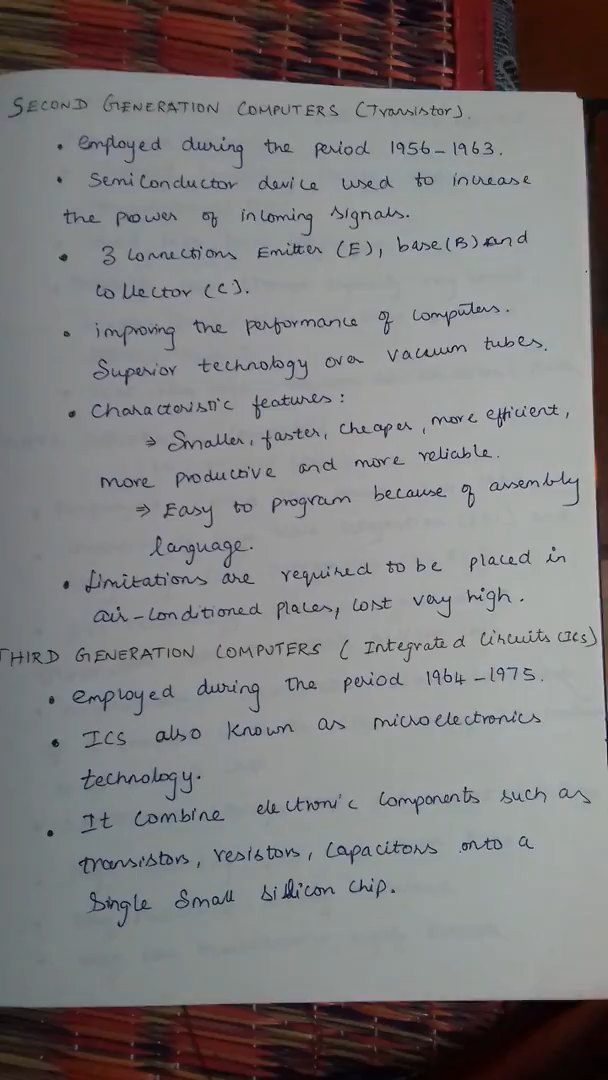 SECOND GENERATION COMPUTERS (Transistor).
• employed during the period 1956-1963.
• Semiconductor device used to increase
the power of incoming signals.
• 3 connections Emitter (E), base(B) and
collector (C).
• improving the performance of computers.
Superior technology over vacuum tubes.
• Characteristic features:
⇒ Smaller, faster, cheaper, more efficient,
more productive and more reliable.
⇒ Easy to program because of assembly
language.
• Limitations are required to be placed in
air-conditioned places, cost very high.
THIRD GENERATION COMPUTERS (Integrated Circuits (ICs)
• employed during the period 1964-1975.
• ICS also known as microelectronics
technology.
• It combine electronic components such as
transistors, resistors, capacitors onto a
single small sillicon chip.